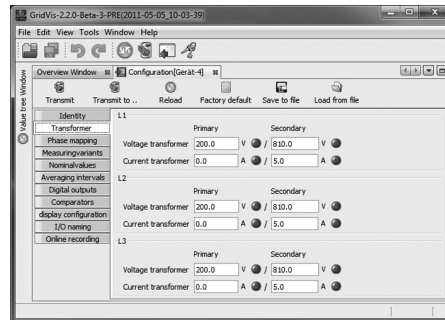 GridVis-2.2.0-Beta-3-PRE(2011-05-05_10-03-39)
File Edit View Tools Window Help
Value tree Window
Overview Window Configuration[Gerät-4]
Transmit Transmit to .. Reload Factory default Save to file Load from file
Identity
Transformer
Phase mapping
Measuringvariants
Nominalvalues
Averaging intervals
Digital outputs
Comparators
display configuration
I/O naming
Online recording
L1
Primary Secondary
Voltage transformer 200.0 V / 810.0 V
Current transformer 0.0 A / 5.0 A
L2
Primary Secondary
Voltage transformer 200.0 V / 810.0 V
Current transformer 0.0 A / 5.0 A
L3
Primary Secondary
Voltage transformer 200.0 V / 810.0 V
Current transformer 0.0 A / 5.0 A